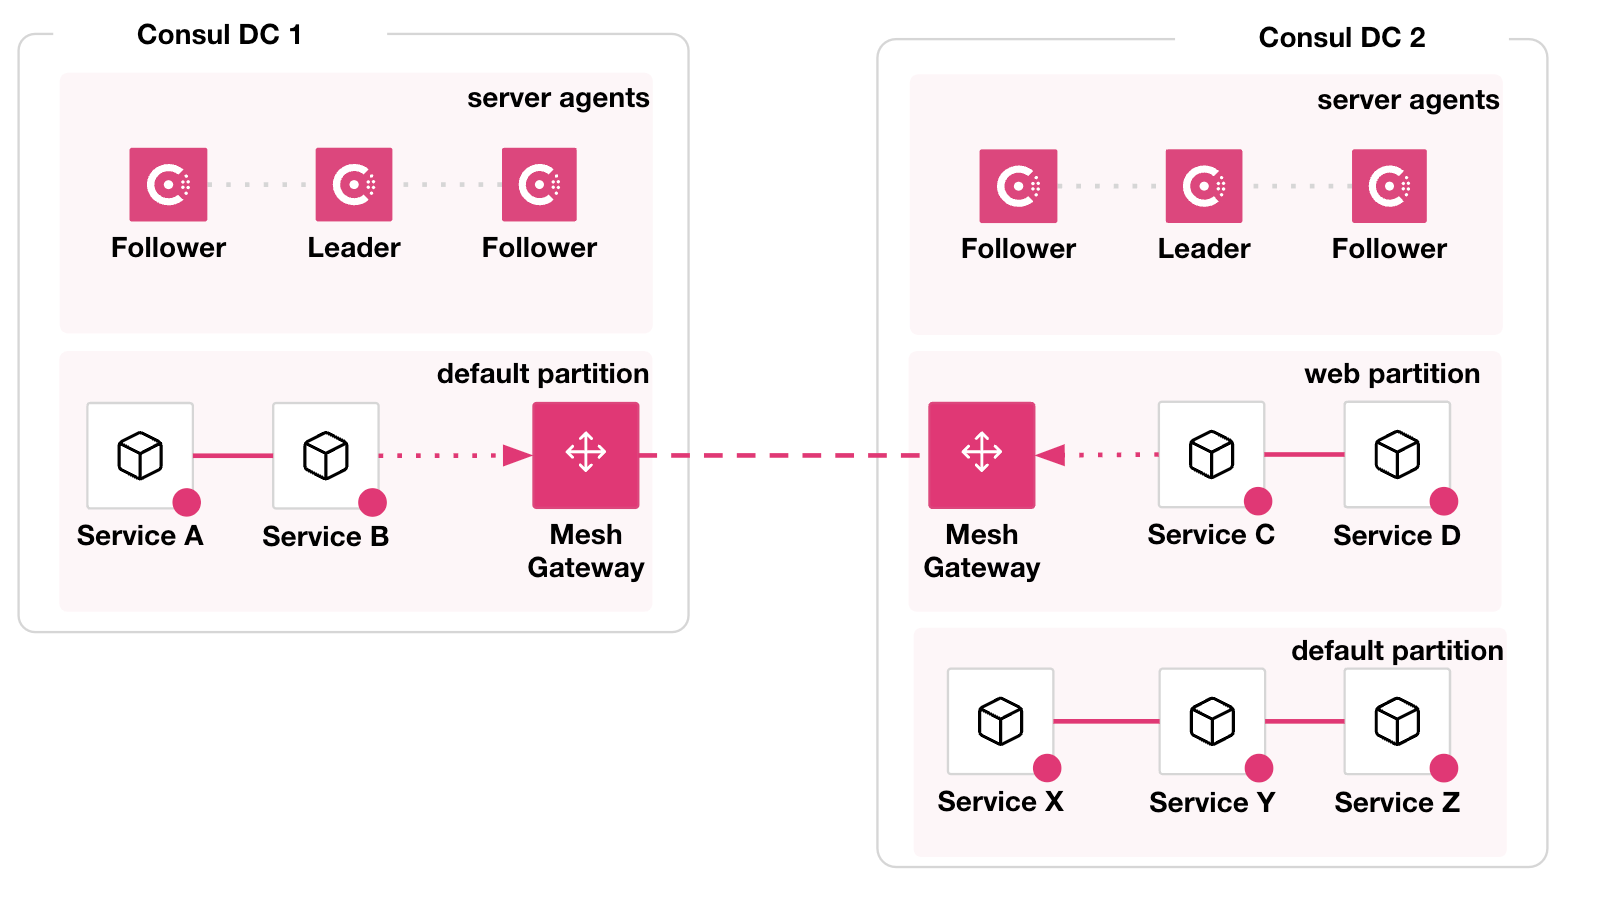 Consul DC 1
server agents
Follower
Leader
Follower
default partition
Service A
Service B
Mesh
Gateway
Consul DC 2
server agents
Follower
Leader
Follower
web partition
Mesh
Gateway
Service C
Service D
default partition
Service X
Service Y
Service Z